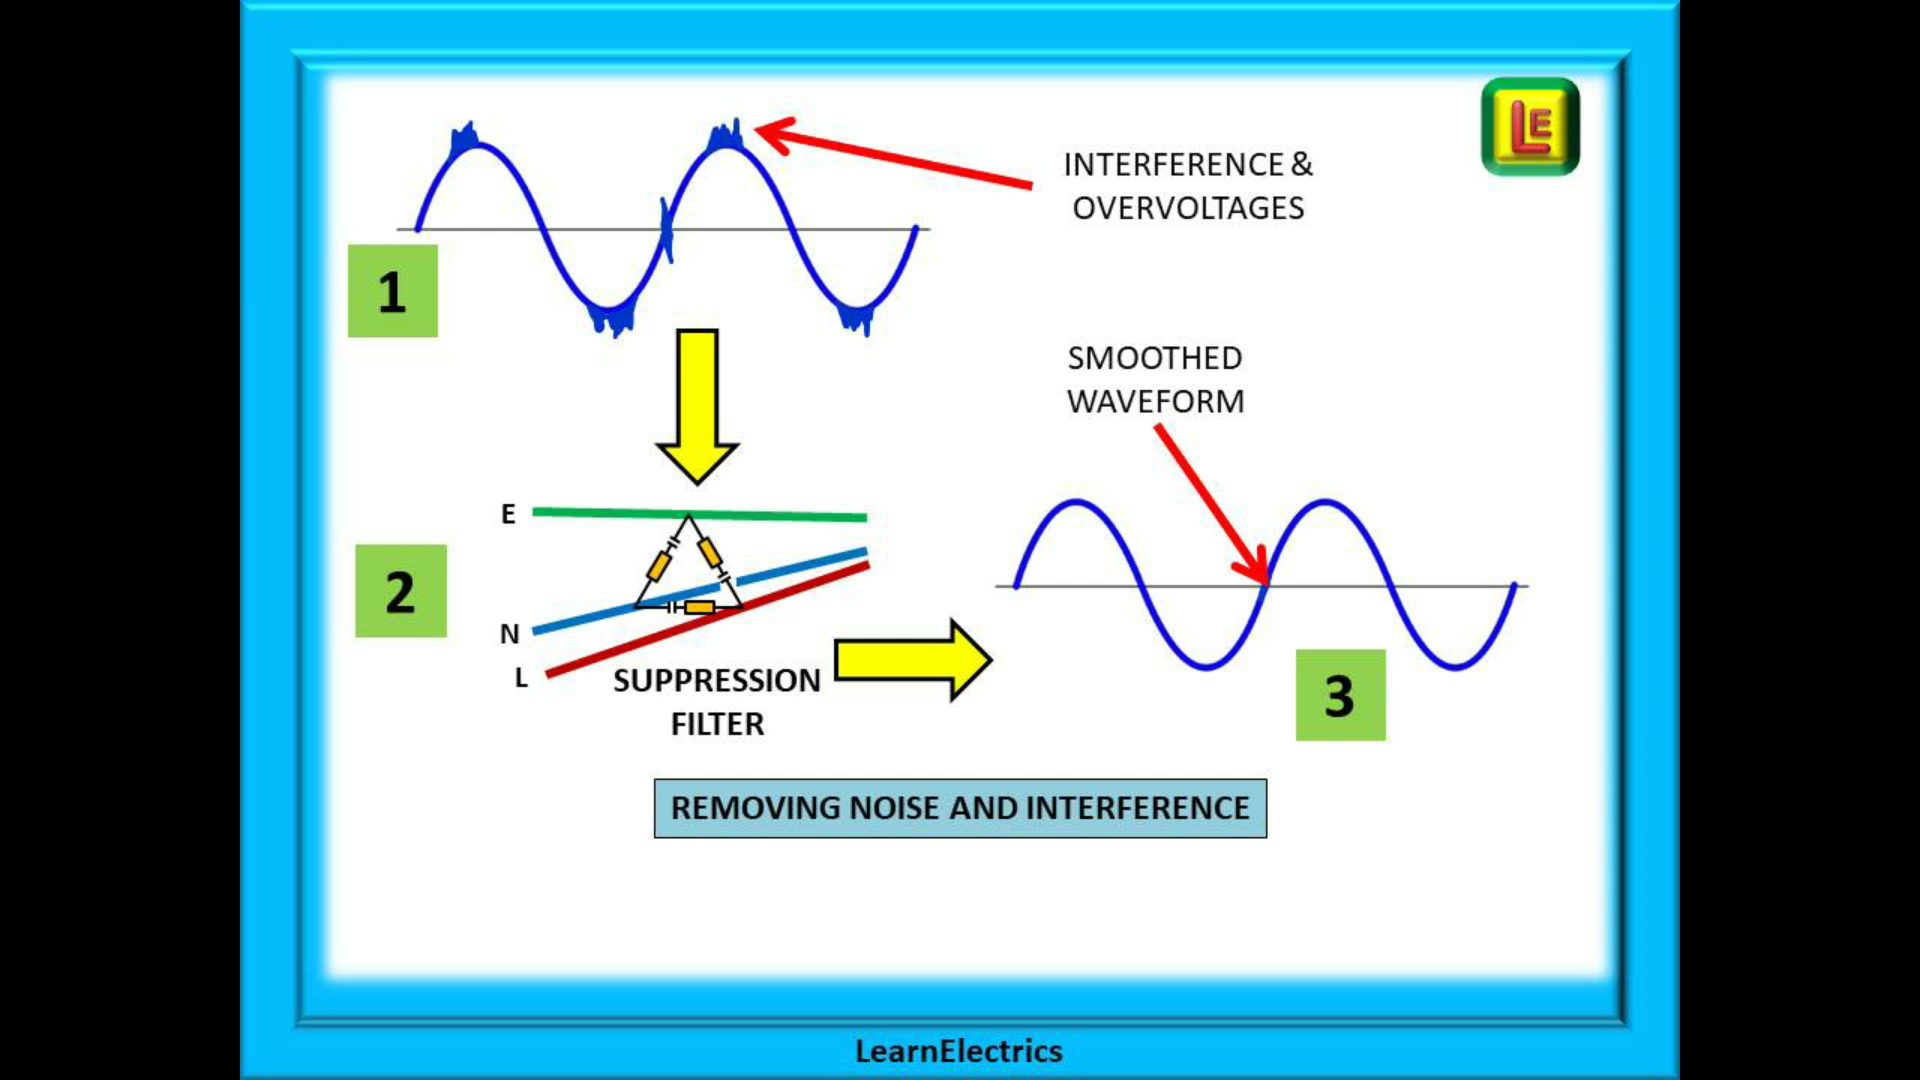 LE
INTERFERENCE &
OVERVOLTAGES
1
SMOOTHED
WAVEFORM
E
2
N
L
SUPPRESSION
FILTER
3
REMOVING NOISE AND INTERFERENCE
LearnElectrics